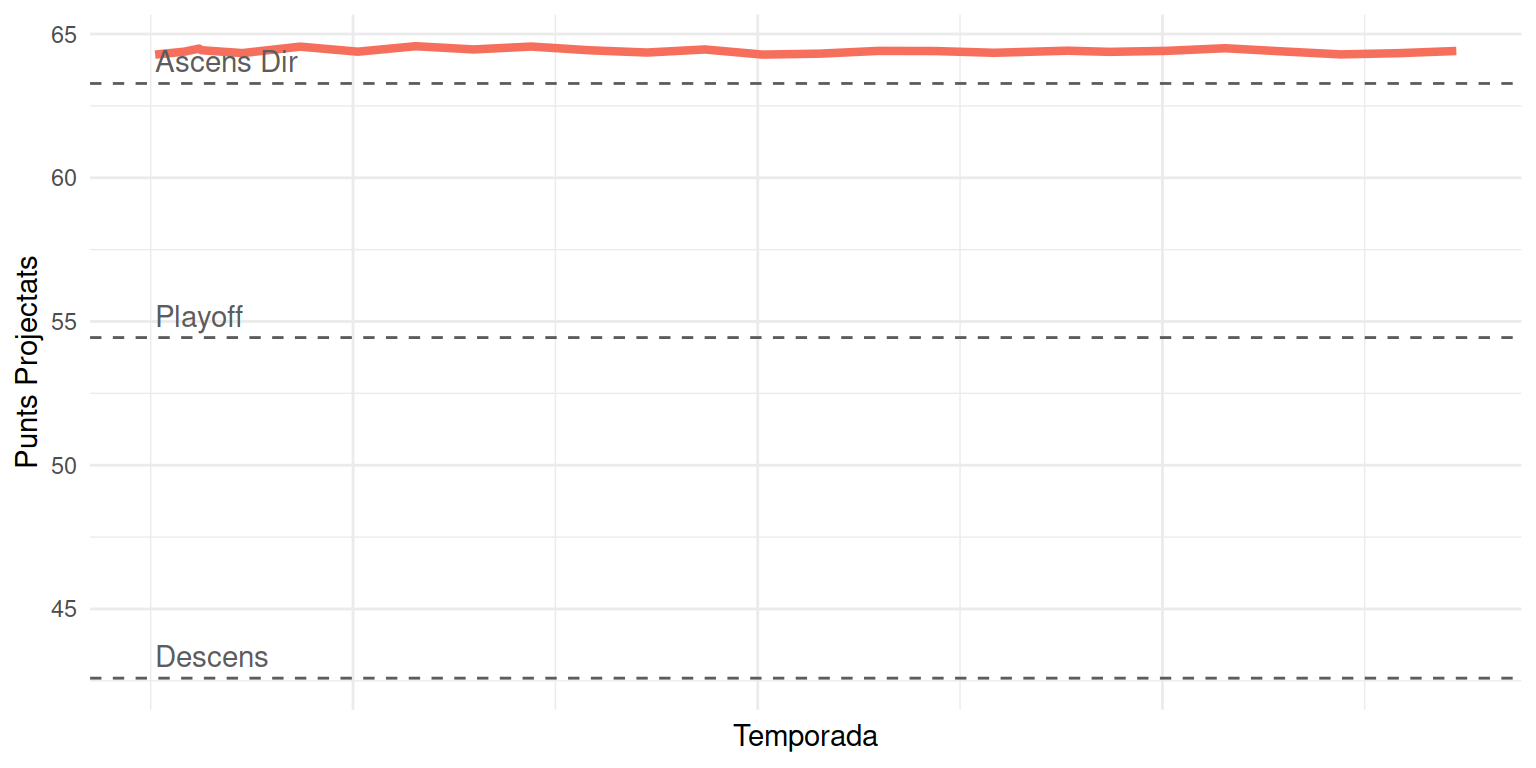 65
Ascens Dir
60
Punts Projectats
Playoff
55
50
45
Descens
Temporada